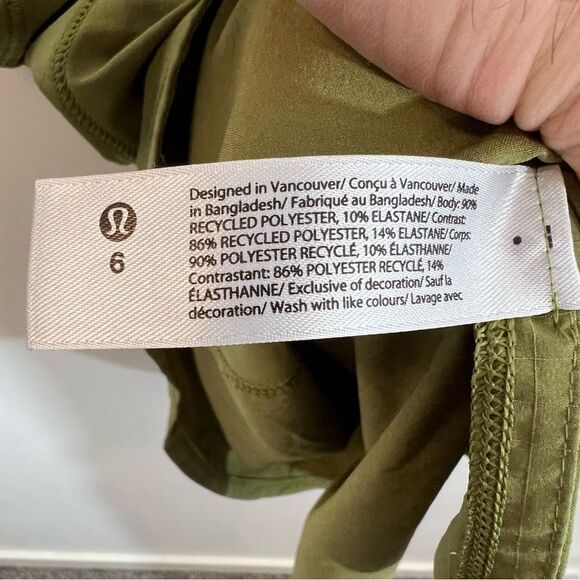 6
Designed in Vancouver/ Conçu à Vancouver/ Made
in Bangladesh/ Fabriqué au Bangladesh/ Body: 90%
RECYCLED POLYESTER, 10% ELASTANE/ Contrast:
86% RECYCLED POLYESTER, 14% ELASTANE/ Corps:
90% POLYESTER RECYCLÉ, 10% ÉLASTHANNE/
Contrastant: 86% POLYESTER RECYCLÉ, 14%
ÉLASTHANNE/ Exclusive of decoration/ Sauf la
décoration/ Wash with like colours/ Lavage avec